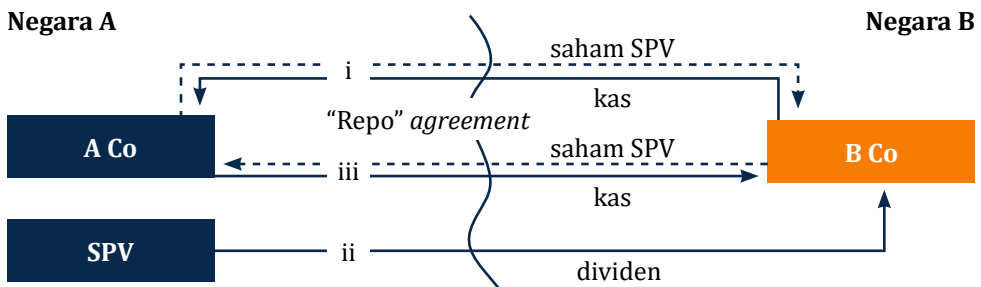 Negara A
Negara B
saham SPV
i
kas
“Repo” agreement
A Co
saham SPV
B Co
iii
kas
SPV
ii
dividen